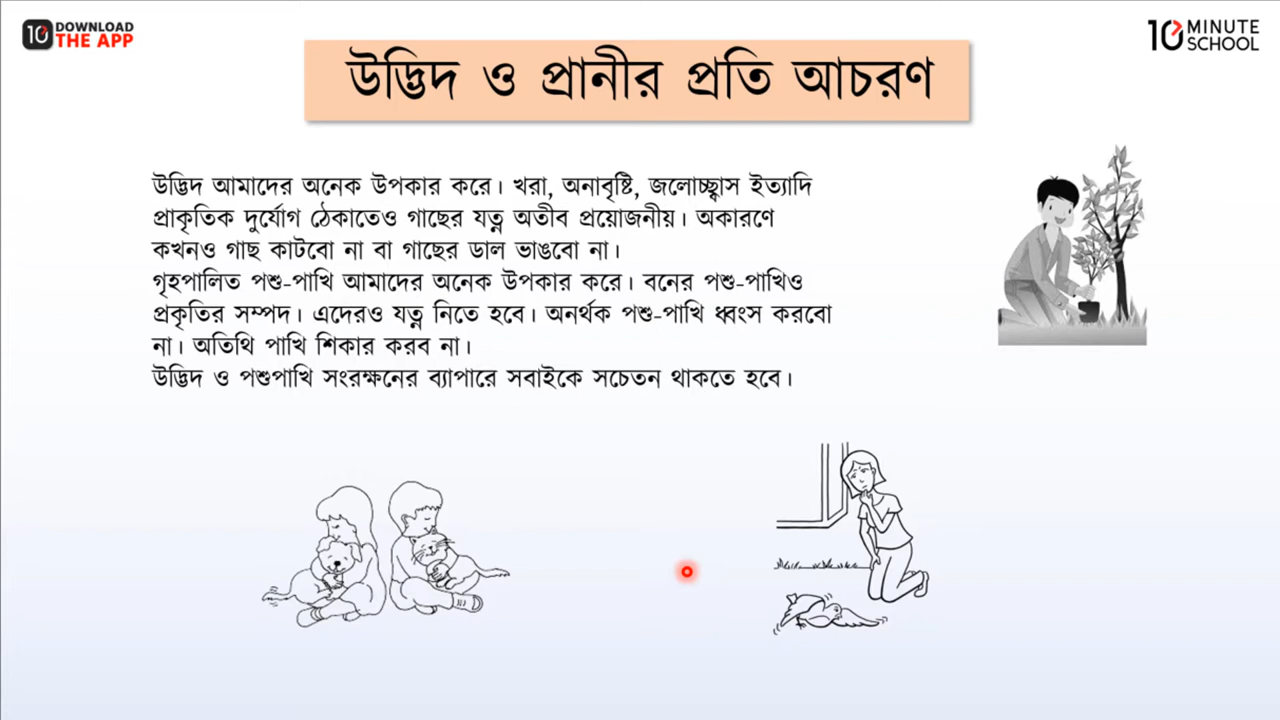 10 DOWNLOAD
THE APP
10 MINUTE
SCHOOL
উদ্ভিদ ও প্রানীর প্রতি আচরণ
উদ্ভিদ আমাদের অনেক উপকার করে। খরা, অনাবৃষ্টি, জলোচ্ছ্বাস ইত্যাদি
প্রাকৃতিক দুর্যোগ ঠেকাতেও গাছের যত্ন অতীব প্রয়োজনীয়। অকারণে
কখনও গাছ কাটবো না বা গাছের ডাল ভাঙবো না।
গৃহপালিত পশু-পাখি আমাদের অনেক উপকার করে। বনের পশু-পাখিও
প্রকৃতির সম্পদ। এদেরও যত্ন নিতে হবে। অনর্থক পশু-পাখি ধ্বংস করবো
না। অতিথি পাখি শিকার করব না।
উদ্ভিদ ও পশুপাখি সংরক্ষনের ব্যাপারে সবাইকে সচেতন থাকতে হবে।